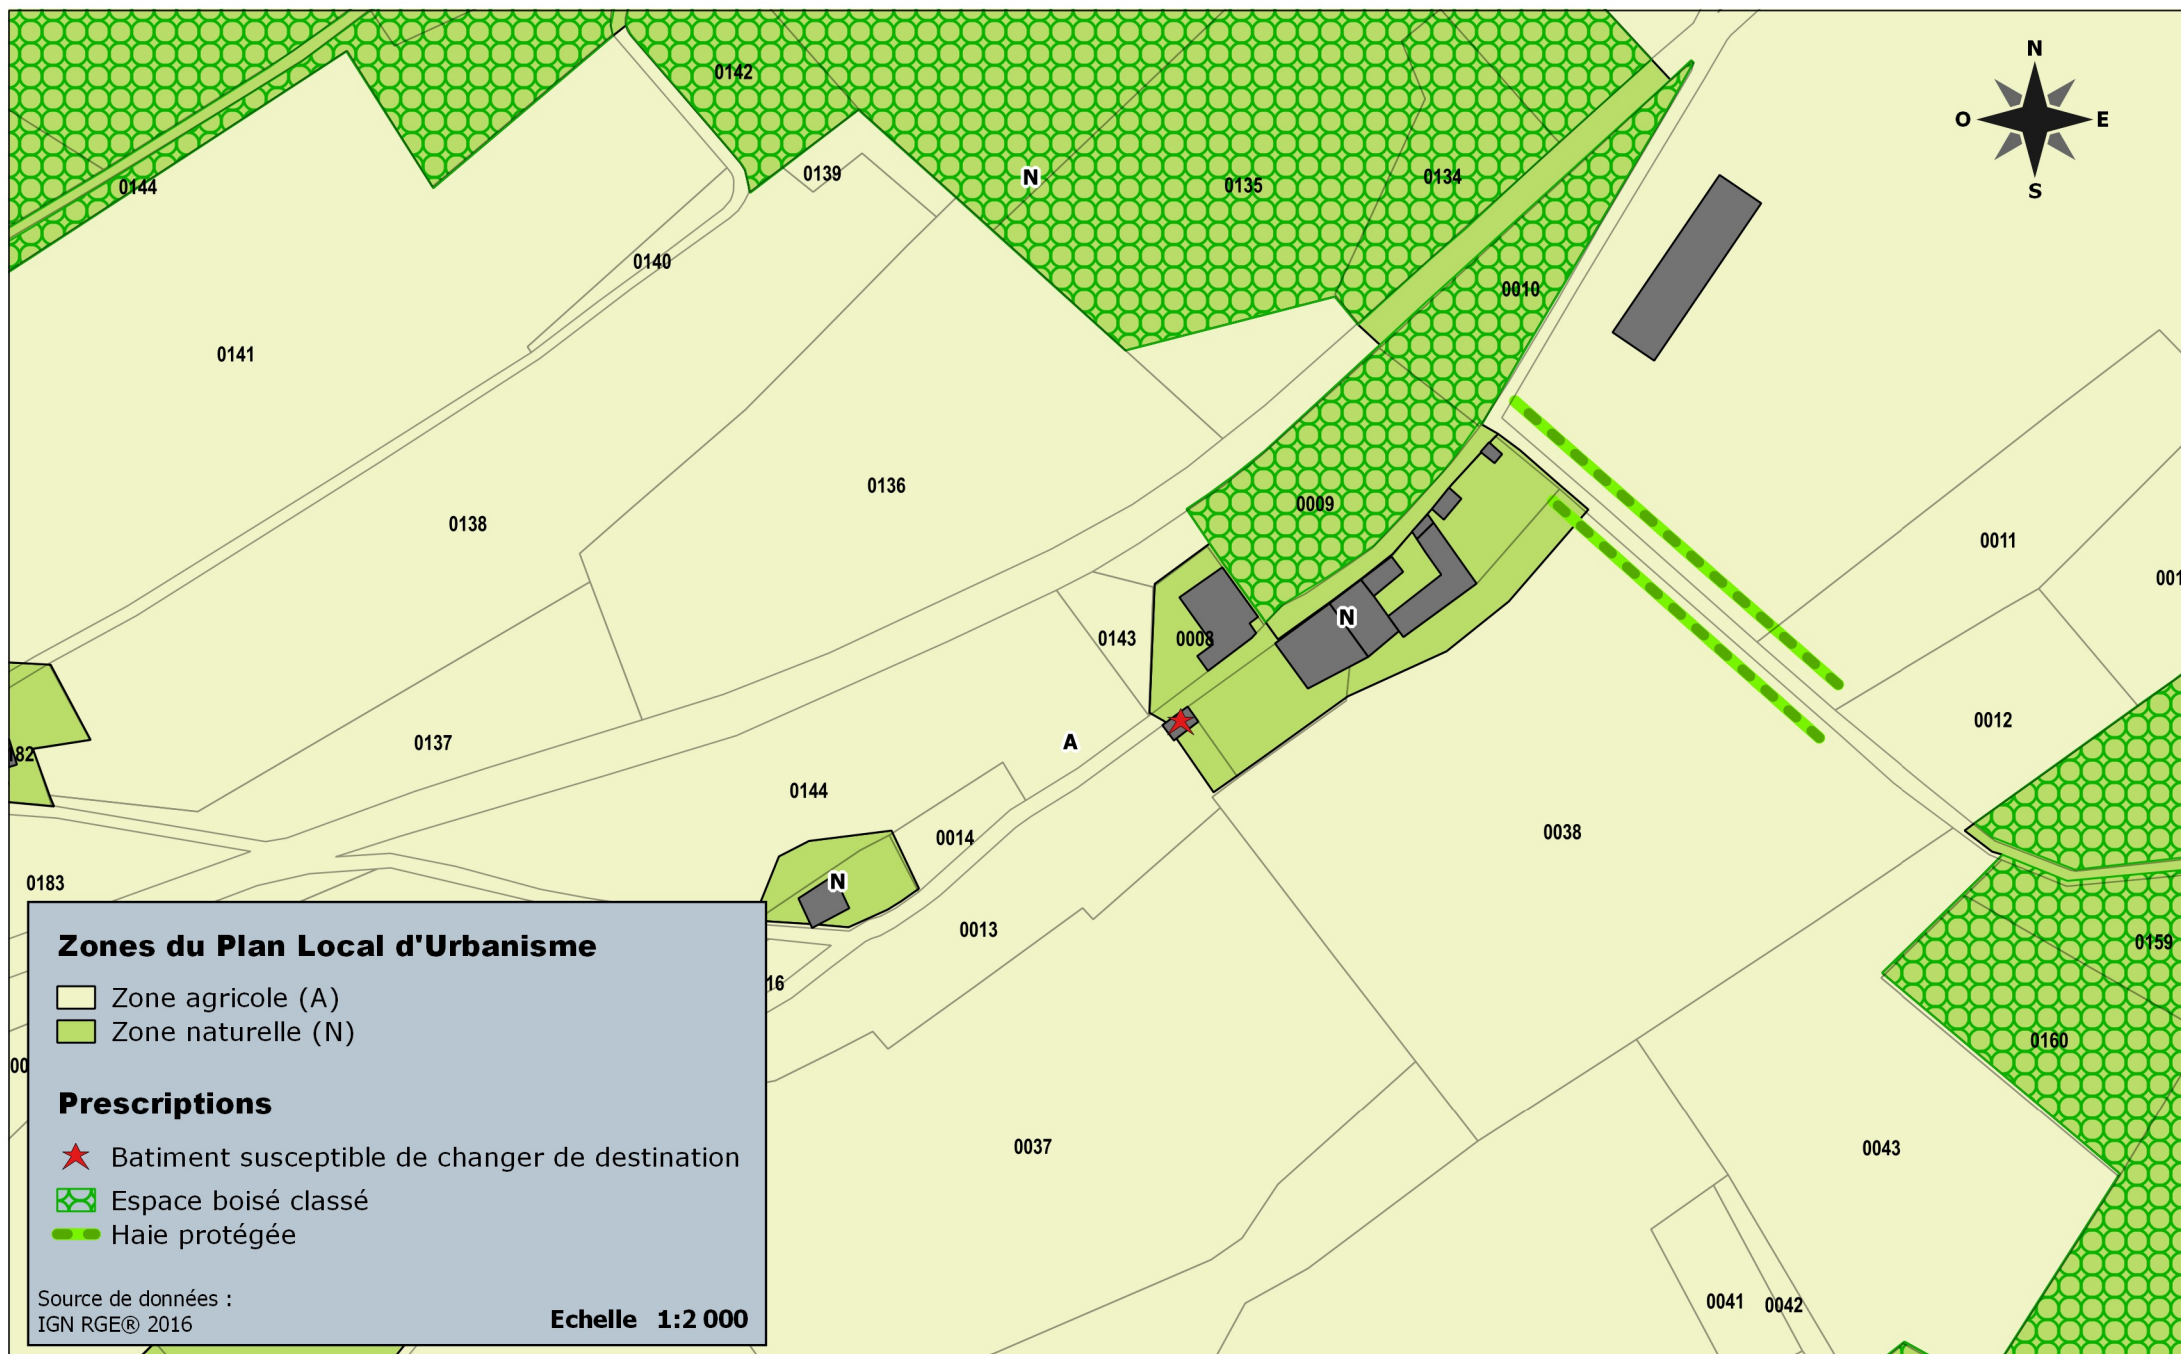 N
0142
O
E
0139
N
0135
0134
0144
S
0140
0010
0141
0136
0009
0138
0011
001
N
0143
0008
0012
82
0137
A
0144
0038
0014
N
0183
0013
0159
16
00
0160
0037
0043
0041
0042
Zones du Plan Local d'Urbanisme
Zone agricole (A)
Zone naturelle (N)
Prescriptions
Batiment susceptible de changer de destination
Espace boisé classé
Haie protégée
Source de données :
IGN RGE® 2016
Echelle 1:2 000